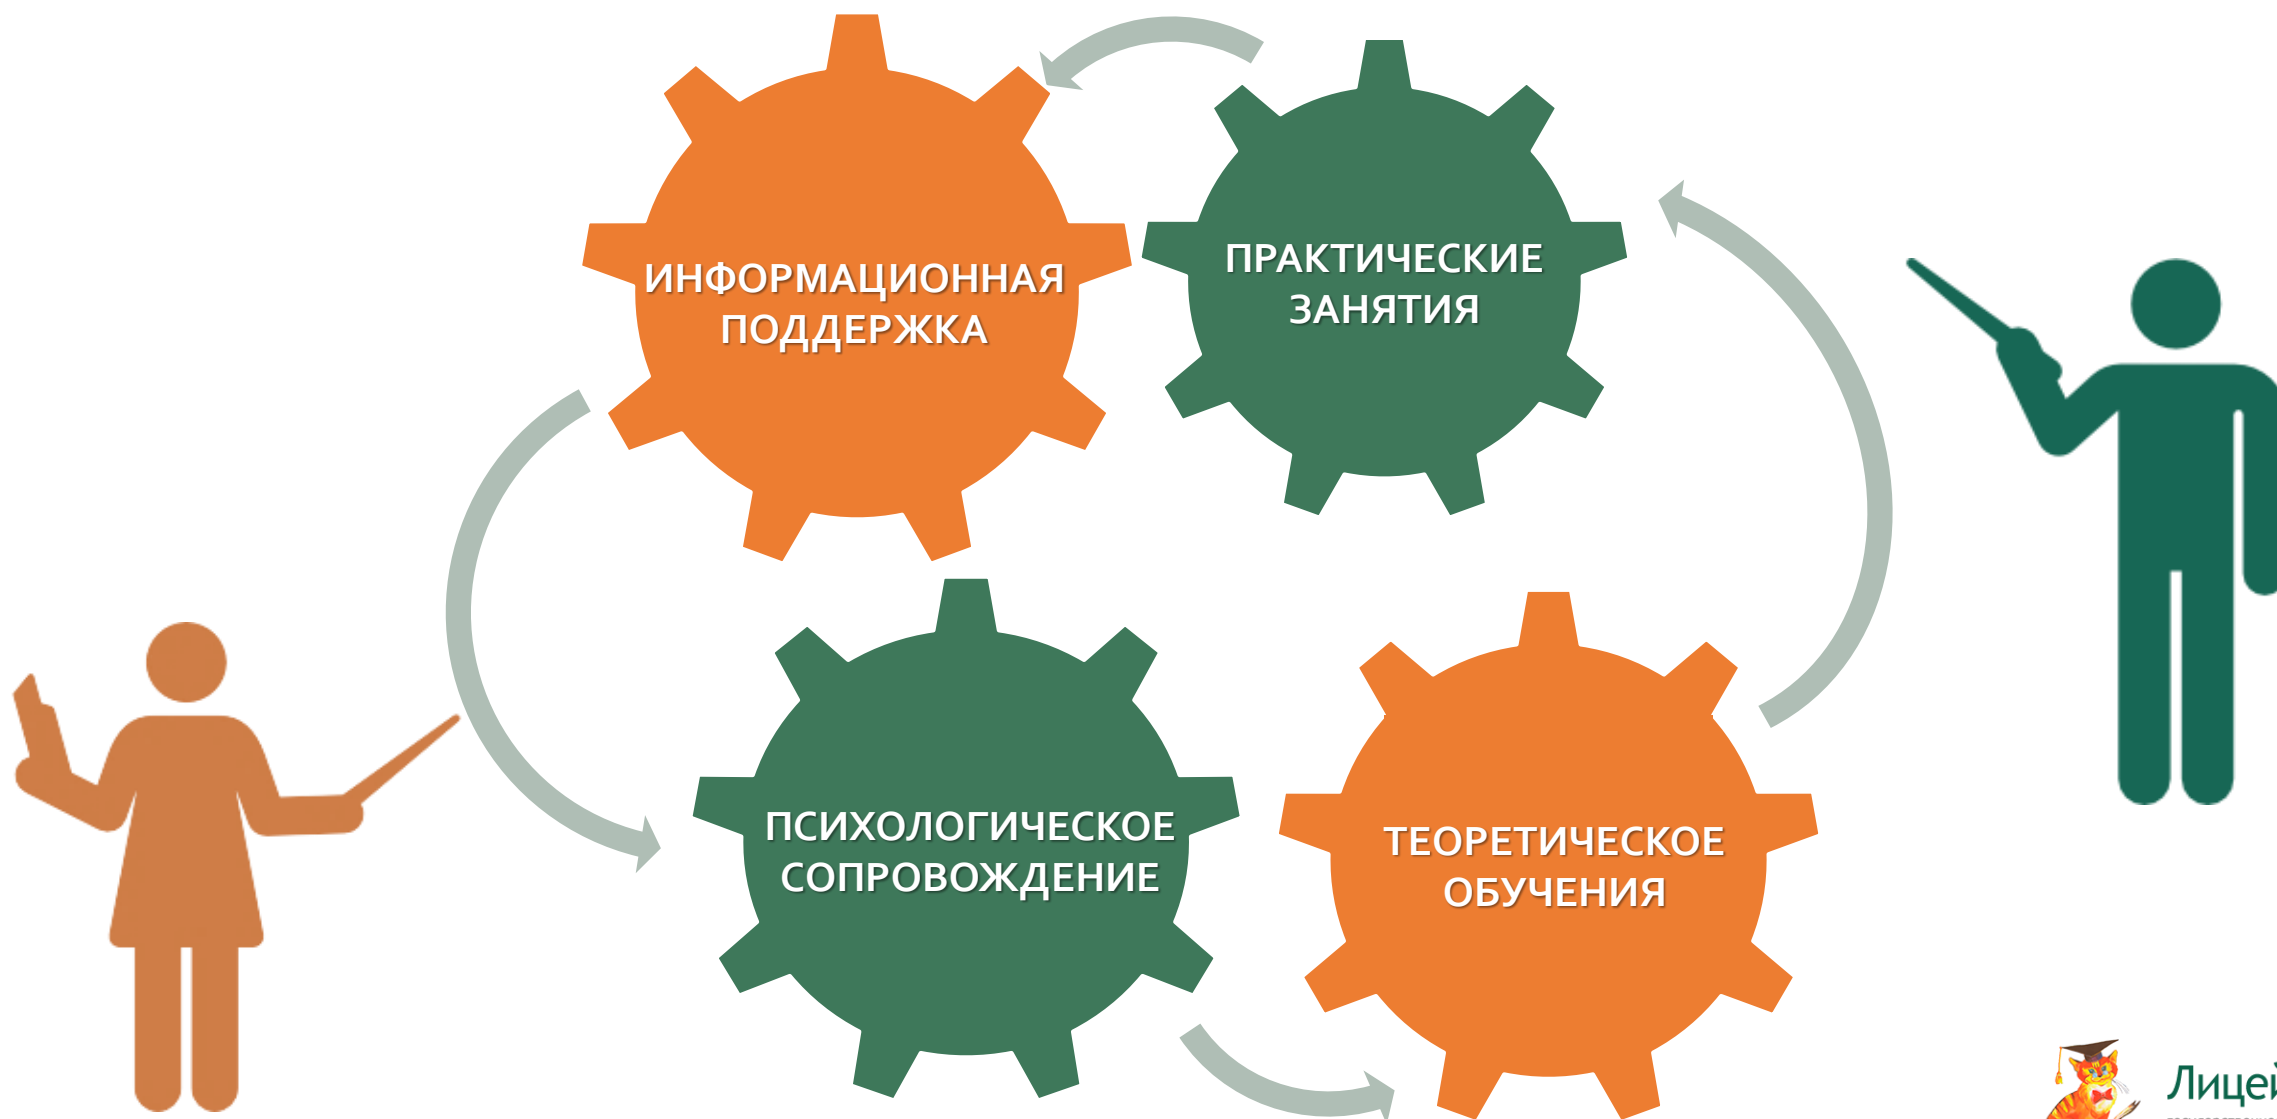 ИНФОРМАЦИОННАЯ
ПОДДЕРЖКА
ПРАКТИЧЕСКИЕ
ЗАНЯТИЯ
ПСИХОЛОГИЧЕСКОЕ
СОПРОВОЖДЕНИЕ
ТЕОРЕТИЧЕСКОЕ
ОБУЧЕНИЯ
Лицей